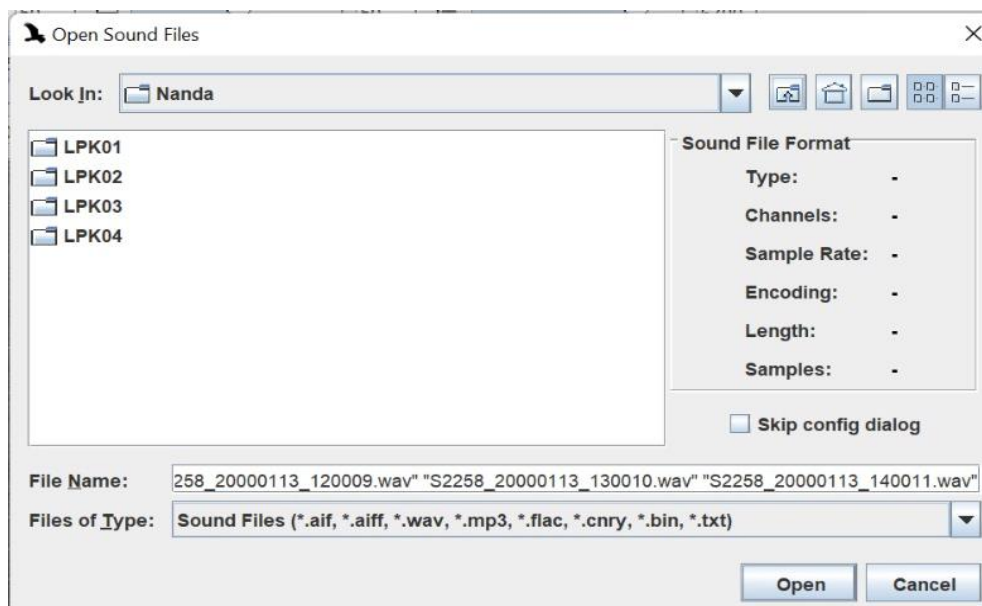 Open Sound Files
Look In: Nanda
LPK01
LPK02
LPK03
LPK04
Sound File Format
Type: -
Channels: -
Sample Rate: -
Encoding: -
Length: -
Samples: -
Skip config dialog
File Name: 258_20000113_120009.wav" "S2258_20000113_130010.wav" "S2258_20000113_140011.wav"
Files of Type: Sound Files (*.aif, *.aiff, *.wav, *.mp3, *.flac, *.cnry, *.bin, *.txt)
Open Cancel